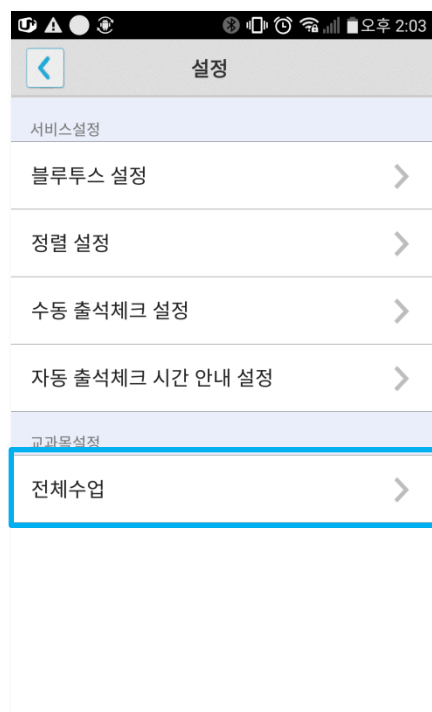 오후 2:03
설정
서비스설정
블루투스 설정
정렬 설정
수동 출석체크 설정
자동 출석체크 시간 안내 설정
교과목설정
전체수업